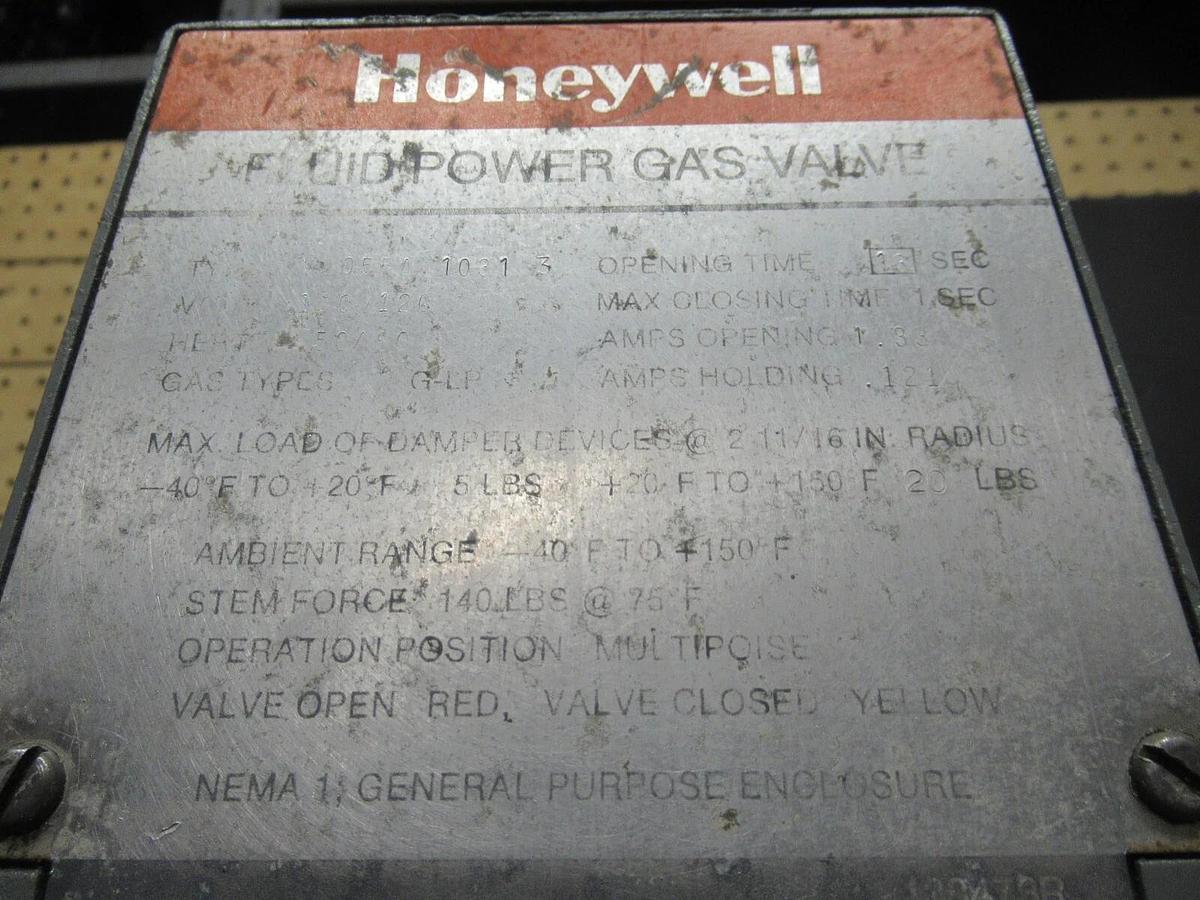 Honeywell
FLUID POWER GAS VALVE
OPENING TIME 13 SEC
MAX CLOSING TIME 1 SEC
AMPS OPENING
GAS TYPES AMPS HOLDING .121
MAX. LOAD OF DAMPER DEVICES @ 2 11/16 IN. RADIUS
-40°F TO +20°F 5 LBS +20°F TO +150°F LBS
AMBIENT RANGE -40°F TO +150°F
STEM FORCE 140 LBS @ 75°F
OPERATION POSITION MULTIPOISE
VALVE OPEN RED, VALVE CLOSED YELLOW
NEMA 1; GENERAL PURPOSE ENCLOSURE